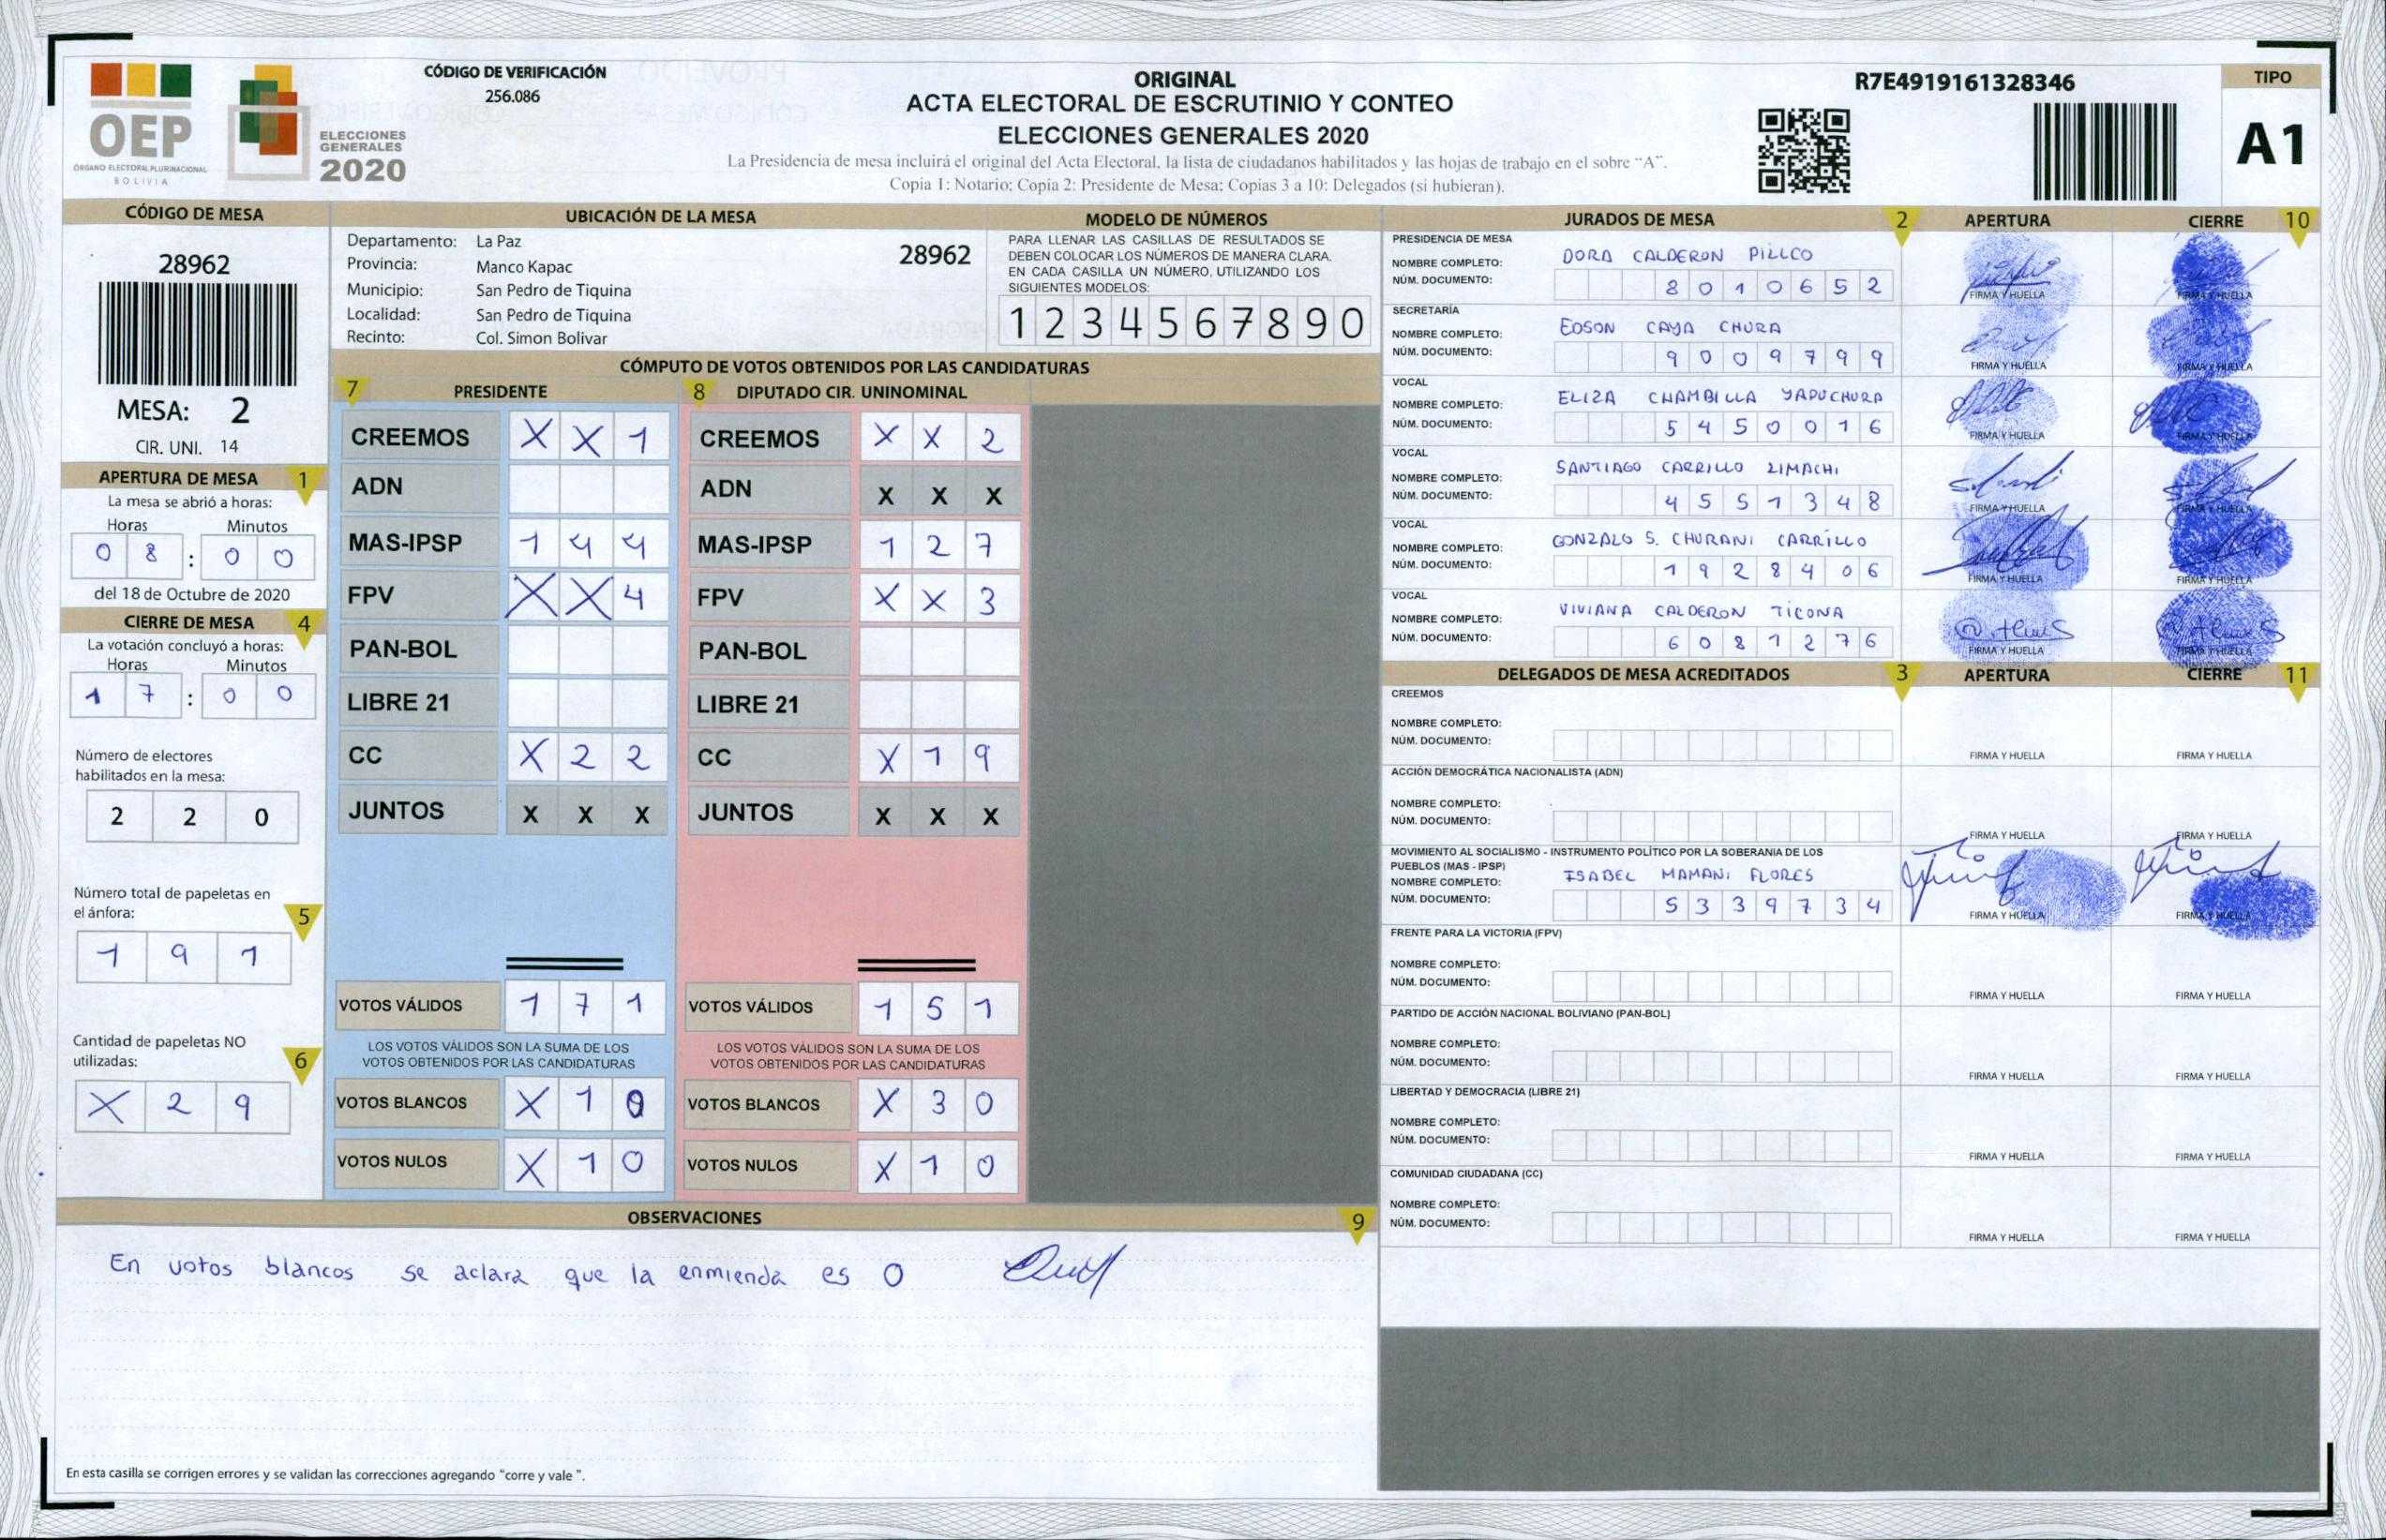 OEP
ÓRGANO ELECTORAL PLURINACIONAL
BOLIVIA
ELECCIONES
GENERALES
2020
CÓDIGO DE VERIFICACIÓN
256.086
ORIGINAL
ACTA ELECTORAL DE ESCRUTINIO Y CONTEO
ELECCIONES GENERALES 2020
La Presidencia de mesa incluirá el original del Acta Electoral, la lista de ciudadanos habilitados y las hojas de trabajo en el sobre "A".
Copia 1: Notario; Copia 2: Presidente de Mesa; Copias 3 a 10: Delegados (si hubieran).
R7E4919161328346
TIPO
A1
CÓDIGO DE MESA
28962
MESA: 2
CIR. UNI. 14
APERTURA DE MESA 1
La mesa se abrió a horas:
Horas Minutos
0 8 : 0 0
del 18 de Octubre de 2020
CIERRE DE MESA 4
La votación concluyó a horas:
Horas Minutos
1 7 : 0 0
Número de electores
habilitados en la mesa:
2 2 0
Número total de papeletas en
el ánfora: 5
1 9 1
Cantidad de papeletas NO
utilizadas: 6
X 2 9
UBICACIÓN DE LA MESA
Departamento: La Paz
28962
Provincia: Manco Kapac
Municipio: San Pedro de Tiquina
Localidad: San Pedro de Tiquina
Recinto: Col. Simon Bolivar
MODELO DE NÚMEROS
PARA LLENAR LAS CASILLAS DE RESULTADOS SE
DEBEN COLOCAR LOS NÚMEROS DE MANERA CLARA.
EN CADA CASILLA UN NÚMERO, UTILIZANDO LOS
SIGUIENTES MODELOS:
1 2 3 4 5 6 7 8 9 0
CÓMPUTO DE VOTOS OBTENIDOS POR LAS CANDIDATURAS
7 PRESIDENTE
CREEMOS X X 1
ADN
MAS-IPSP 1 4 4
FPV X X 4
PAN-BOL
LIBRE 21
CC X 2 2
JUNTOS X X X
VOTOS VÁLIDOS 1 7 1
LOS VOTOS VÁLIDOS SON LA SUMA DE LOS
VOTOS OBTENIDOS POR LAS CANDIDATURAS
VOTOS BLANCOS X 1 0
VOTOS NULOS X 1 0
8 DIPUTADO CIR. UNINOMINAL
CREEMOS X X 2
ADN X X X
MAS-IPSP 1 2 7
FPV X X 3
PAN-BOL
LIBRE 21
CC X 1 9
JUNTOS X X X
VOTOS VÁLIDOS 1 5 1
LOS VOTOS VÁLIDOS SON LA SUMA DE LOS
VOTOS OBTENIDOS POR LAS CANDIDATURAS
VOTOS BLANCOS X 3 0
VOTOS NULOS X 1 0
OBSERVACIONES 9
En votos blancos se aclara que la enmienda es 0
En esta casilla se corrigen errores y se validan las correcciones agregando "corre y vale ".
JURADOS DE MESA 2 APERTURA CIERRE 10
PRESIDENCIA DE MESA
NOMBRE COMPLETO: DORA CALDERON PILLCO
NÚM. DOCUMENTO: 8 0 1 0 6 5 2
FIRMA Y HUELLA FIRMA Y HUELLA
SECRETARÍA
NOMBRE COMPLETO: EDSON CAYA CHURA
NÚM. DOCUMENTO: 9 0 0 9 7 9 9
FIRMA Y HUELLA FIRMA Y HUELLA
VOCAL
NOMBRE COMPLETO: ELIZA CHAMBILLA YAPUCHURA
NÚM. DOCUMENTO: 5 4 5 0 0 1 6
FIRMA Y HUELLA FIRMA Y HUELLA
VOCAL
NOMBRE COMPLETO: SANTIAGO CARRILLO LIMACHI
NÚM. DOCUMENTO: 4 5 5 1 3 4 8
FIRMA Y HUELLA FIRMA Y HUELLA
VOCAL
NOMBRE COMPLETO: GONZALO S. CHURANI CARRILLO
NÚM. DOCUMENTO: 1 9 2 8 4 0 6
FIRMA Y HUELLA FIRMA Y HUELLA
VOCAL
NOMBRE COMPLETO: VIVIANA CALDERON TICONA
NÚM. DOCUMENTO: 6 0 8 1 2 7 6
FIRMA Y HUELLA FIRMA Y HUELLA
DELEGADOS DE MESA ACREDITADOS 3 APERTURA CIERRE 11
CREEMOS
NOMBRE COMPLETO:
NÚM. DOCUMENTO:
FIRMA Y HUELLA FIRMA Y HUELLA
ACCIÓN DEMOCRÁTICA NACIONALISTA (ADN)
NOMBRE COMPLETO:
NÚM. DOCUMENTO:
FIRMA Y HUELLA FIRMA Y HUELLA
MOVIMIENTO AL SOCIALISMO - INSTRUMENTO POLÍTICO POR LA SOBERANIA DE LOS
PUEBLOS (MAS - IPSP)
NOMBRE COMPLETO: ISABEL MAMANI FLORES
NÚM. DOCUMENTO: 5 3 3 9 7 3 4
FIRMA Y HUELLA FIRMA Y HUELLA
FRENTE PARA LA VICTORIA (FPV)
NOMBRE COMPLETO:
NÚM. DOCUMENTO:
FIRMA Y HUELLA FIRMA Y HUELLA
PARTIDO DE ACCIÓN NACIONAL BOLIVIANO (PAN-BOL)
NOMBRE COMPLETO:
NÚM. DOCUMENTO:
FIRMA Y HUELLA FIRMA Y HUELLA
LIBERTAD Y DEMOCRACIA (LIBRE 21)
NOMBRE COMPLETO:
NÚM. DOCUMENTO:
FIRMA Y HUELLA FIRMA Y HUELLA
COMUNIDAD CIUDADANA (CC)
NOMBRE COMPLETO:
NÚM. DOCUMENTO:
FIRMA Y HUELLA FIRMA Y HUELLA